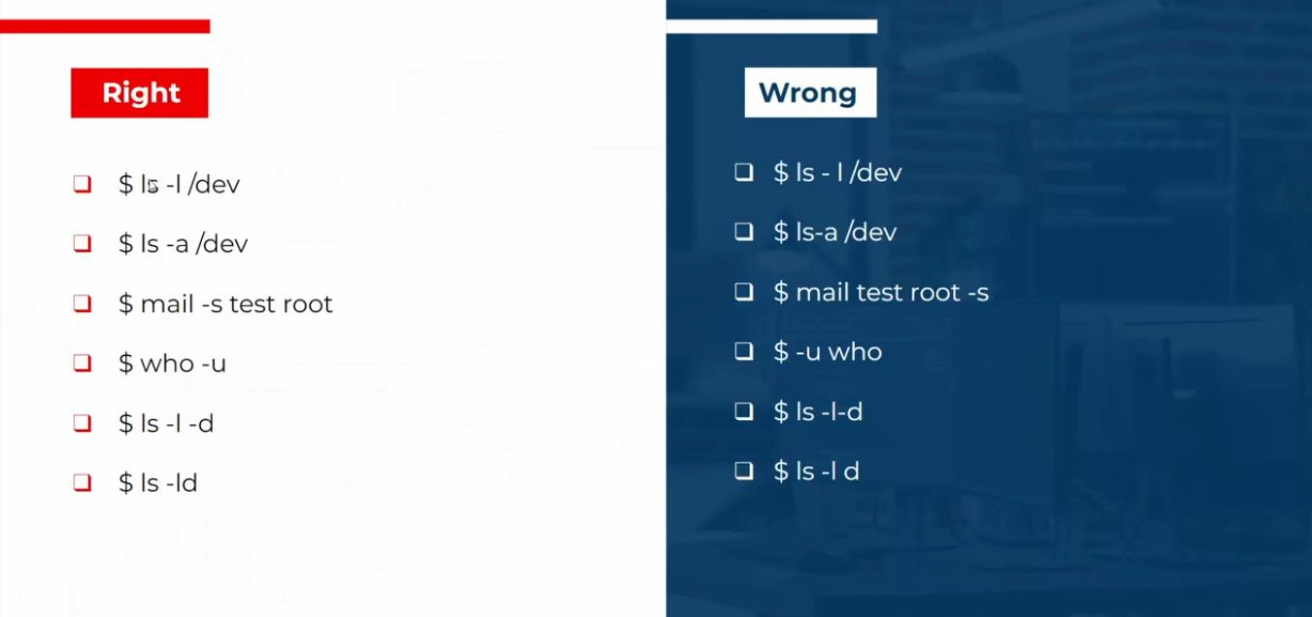 Right
$ ls -l /dev
$ ls -a /dev
$ mail -s test root
$ who -u
$ ls -l -d
$ ls -ld
Wrong
$ ls - l /dev
$ ls-a /dev
$ mail test root -s
$ -u who
$ ls -l-d
$ ls -l d